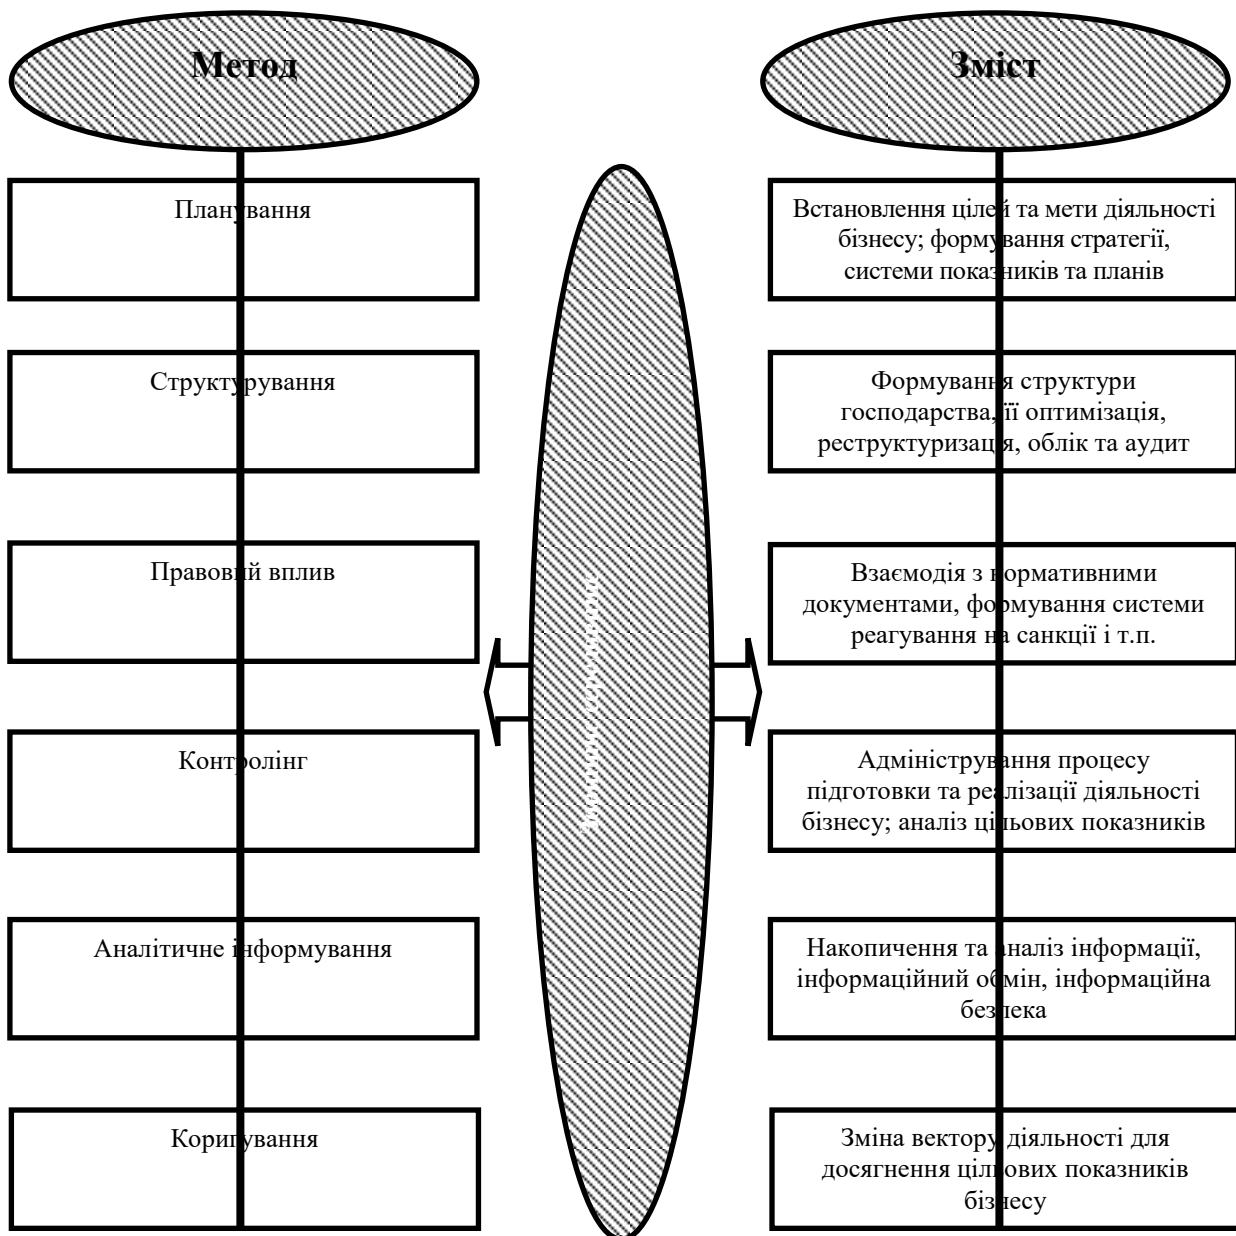 Метод
Зміст
Планування
Встановлення цілей та мети діяльності
бізнесу; формування стратегії,
системи показників та планів
Структурування
Формування структури
господарства, її оптимізація,
реструктуризація, облік та аудит
Правовий вплив
Взаємодія з нормативними
документами, формування системи
реагування на санкції і т.п.
Контролінг
Адміністрування процесу
підготовки та реалізації діяльності
бізнесу; аналіз цільових показників
Аналітичне інформування
Накопичення та аналіз інформації,
інформаційний обмін, інформаційна
безпека
Коригування
Зміна вектору діяльності для
досягнення цільових показників
бізнесу